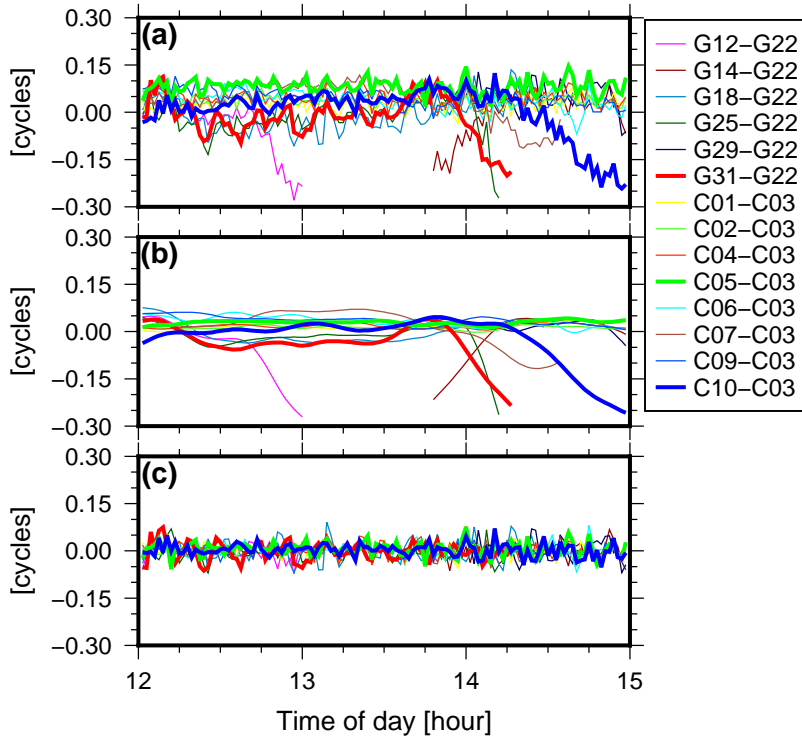 (a)
0.30
0.15
0.00
−0.15
−0.30
[cycles]
(b)
0.30
0.15
0.00
−0.15
−0.30
[cycles]
(c)
0.30
0.15
0.00
−0.15
−0.30
[cycles]
12 13 14 15
Time of day [hour]
G12−G22
G14−G22
G18−G22
G25−G22
G29−G22
G31−G22
C01−C03
C02−C03
C04−C03
C05−C03
C06−C03
C07−C03
C09−C03
C10−C03